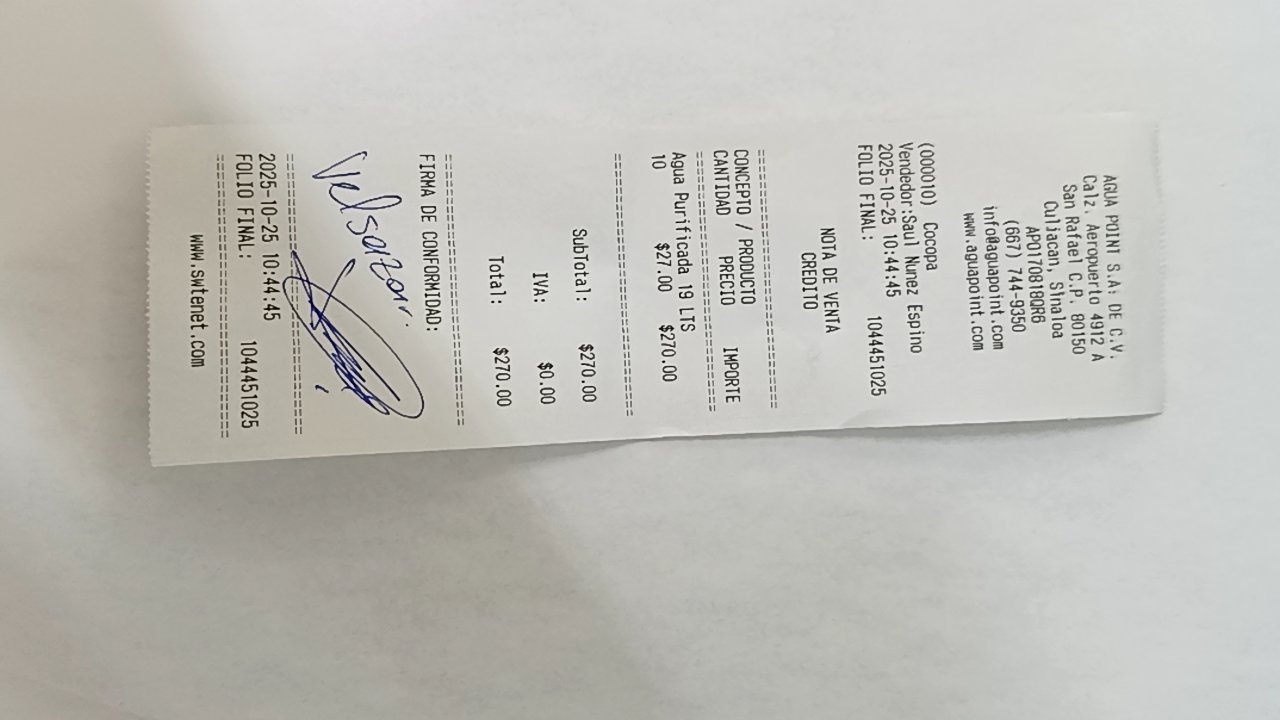 AGUA POINT S.A. DE C.V.
Calz. Aeropuerto 4912 A
San Rafael C.P. 80150
Culiacan, SInaloa
APO170818QR6
(667) 744-9350
info@aguapoint.com
www.aguapoint.com
(000010) Cocopa
Vendedor:Saul Nunez Espino
2025-10-25 10:44:45
FOLIO FINAL: 1044451025
NOTA DE VENTA
CREDITO
==============================
CONCEPTO / PRODUCTO
CANTIDAD PRECIO IMPORTE
==============================
Agua Purificada 19 LTS
10 $27.00 $270.00
==============================
SubTotal: $270.00
IVA: $0.00
Total: $270.00
==============================
FIRMA DE CONFORMIDAD:
==============================
2025-10-25 10:44:45
FOLIO FINAL: 1044451025
==============================
www.swtenet.com